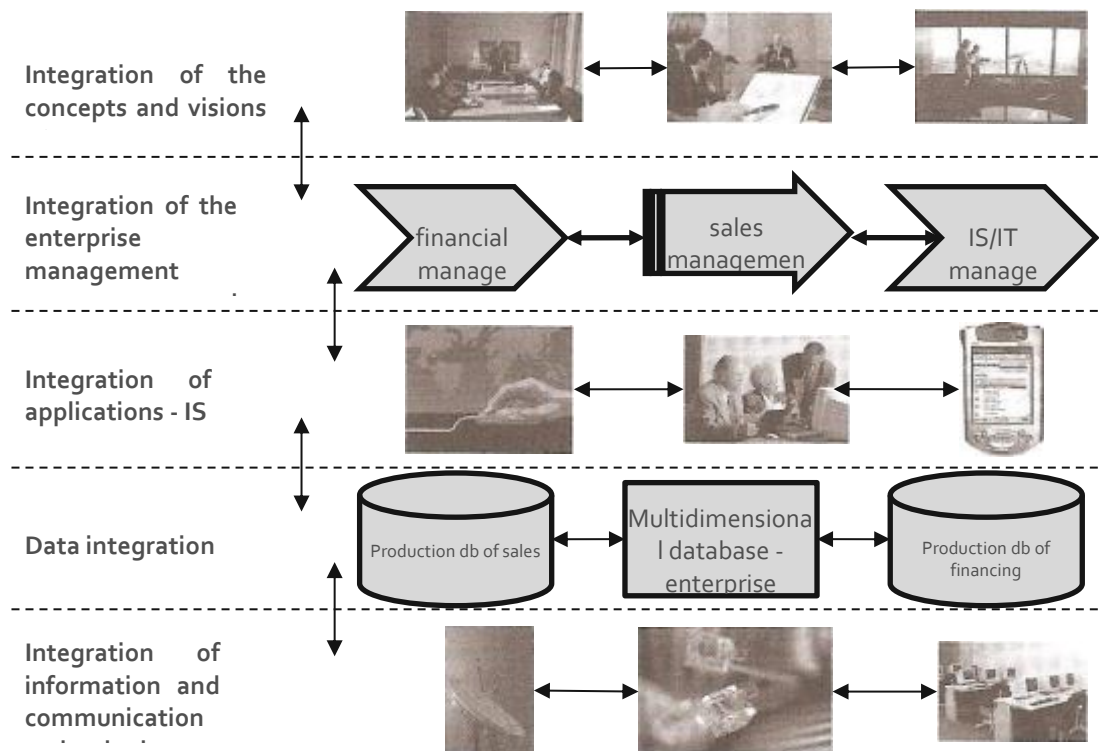 Integration of the
concepts and visions
Integration of the
enterprise
management
.
financial
manage
sales
managemen
IS/IT
manage
Integration of
applications - IS
Data integration
Production db of sales
Multidimensiona
l database -
enterprise
Production db of
financing
Integration of
information and
communication